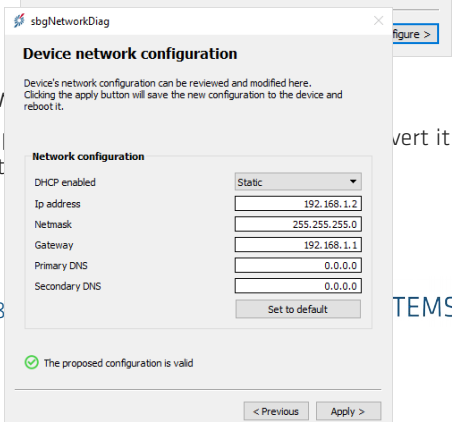 sbgNetworkDiag
figure >
Device network configuration
Device's network configuration can be reviewed and modified here.
Clicking the apply button will save the new configuration to the device and
reboot it.
vert it
Network configuration
DHCP enabled Static
Ip address 192.168.1.2
Netmask 255.255.255.0
Gateway 192.168.1.1
Primary DNS 0.0.0.0
Secondary DNS 0.0.0.0
Set to default
TEMS
The proposed configuration is valid
< Previous Apply >